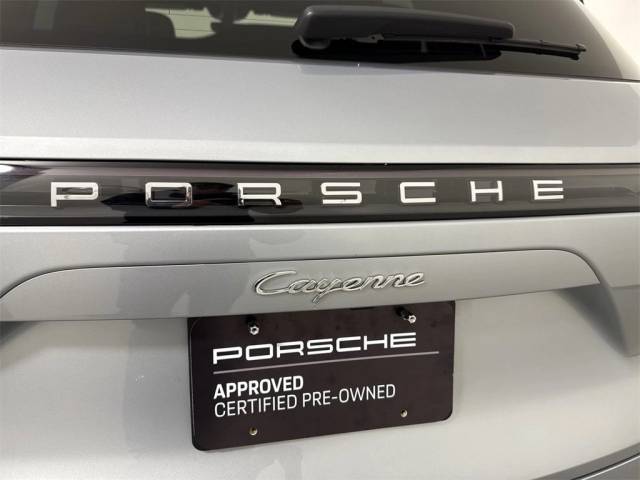 PORSCHE
Cayenne
PORSCHE
APPROVED
CERTIFIED PRE-OWNED